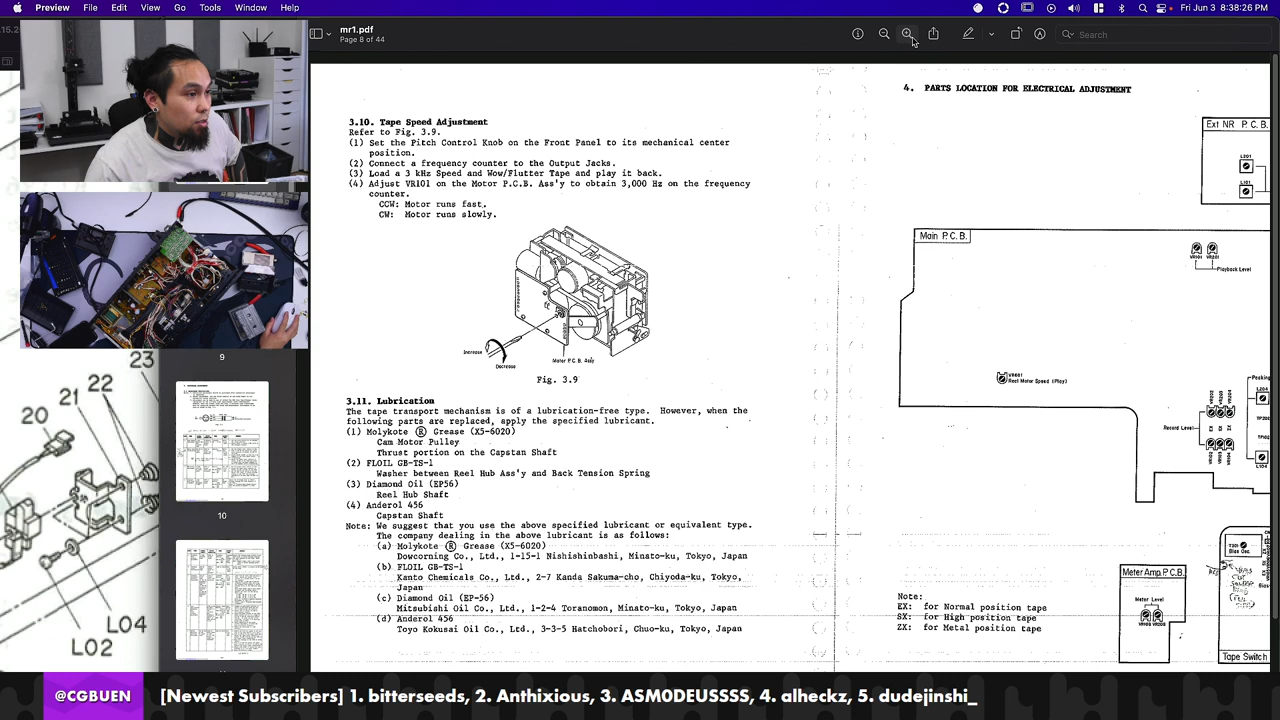 Preview File Edit View Go Tools Window Help
Fri Jun 3 8:38:26 PM
mr1.pdf
Page 8 of 44
Search
3.10. Tape Speed Adjustment
Refer to Fig. 3.9.
(1) Set the Pitch Control Knob on the Front Panel to its mechanical center
position.
(2) Connect a frequency counter to the Output Jacks.
(3) Load a 3 kHz Speed and Wow/Flutter Tape and play it back.
(4) Adjust VR101 on the Motor P.C.B. Ass'y to obtain 3,000 Hz on the frequency
counter.
CCW: Motor runs fast.
CW: Motor runs slowly.
Increase
Decrease
Motor P.C.B. Ass'y
Fig. 3.9
3.11. Lubrication
The tape transport mechanism is of a lubrication-free type. However, when the
following parts are replaced, apply the specified lubricant.
(1) Molykote ® Grease (X5-6020)
Cam Motor Pulley
Thrust portion on the Capstan Shaft
(2) FLOIL GB-TS-1
Washer between Reel Hub Ass'y and Back Tension Spring
(3) Diamond Oil (EP56)
Reel Hub Shaft
(4) Anderol 456
Capstan Shaft
Note: We suggest that you use the above specified lubricant or equivalent type.
The company dealing in the above lubricant is as follows:
(a) Molykote ® Grease (X5-6020)
Dowcorning Co., Ltd., 1-15-1 Nishishinbashi, Minato-ku, Tokyo, Japan
(b) FLOIL GB-TS-1
Kanto Chemicals Co., Ltd., 2-7 Kanda Sakuma-cho, Chiyoda-ku, Tokyo,
Japan
(c) Diamond Oil (EP-56)
Mitsubishi Oil Co., Ltd., 1-2-4 Toranomon, Minato-ku, Tokyo, Japan
(d) Anderol 456
Toyo Kokusai Oil Co., Ltd., 3-3-5 Hatchobori, Chuo-ku, Tokyo, Japan
4. PARTS LOCATION FOR ELECTRICAL ADJUSTMENT
Ext NR P.C.B.
L201
L101
Main P.C.B.
VR101 VR201
Playback Level
VR601
Reel Motor Speed (Play)
Record Level
EX SX ZX
L204
L104
Meter Amp.P.C.B.
Meter Level
T201
Bias Osc.
Tape Switch
Note:
EX: for Normal position tape
SX: for High position tape
ZX: for Metal position tape
9
10
23
22
21
20
L04
L02
@CGBUEN
[Newest Subscribers] 1. bitterseeds, 2. Anthixious, 3. ASM0DEUSSSS, 4. alheckz, 5. dudejinshi_